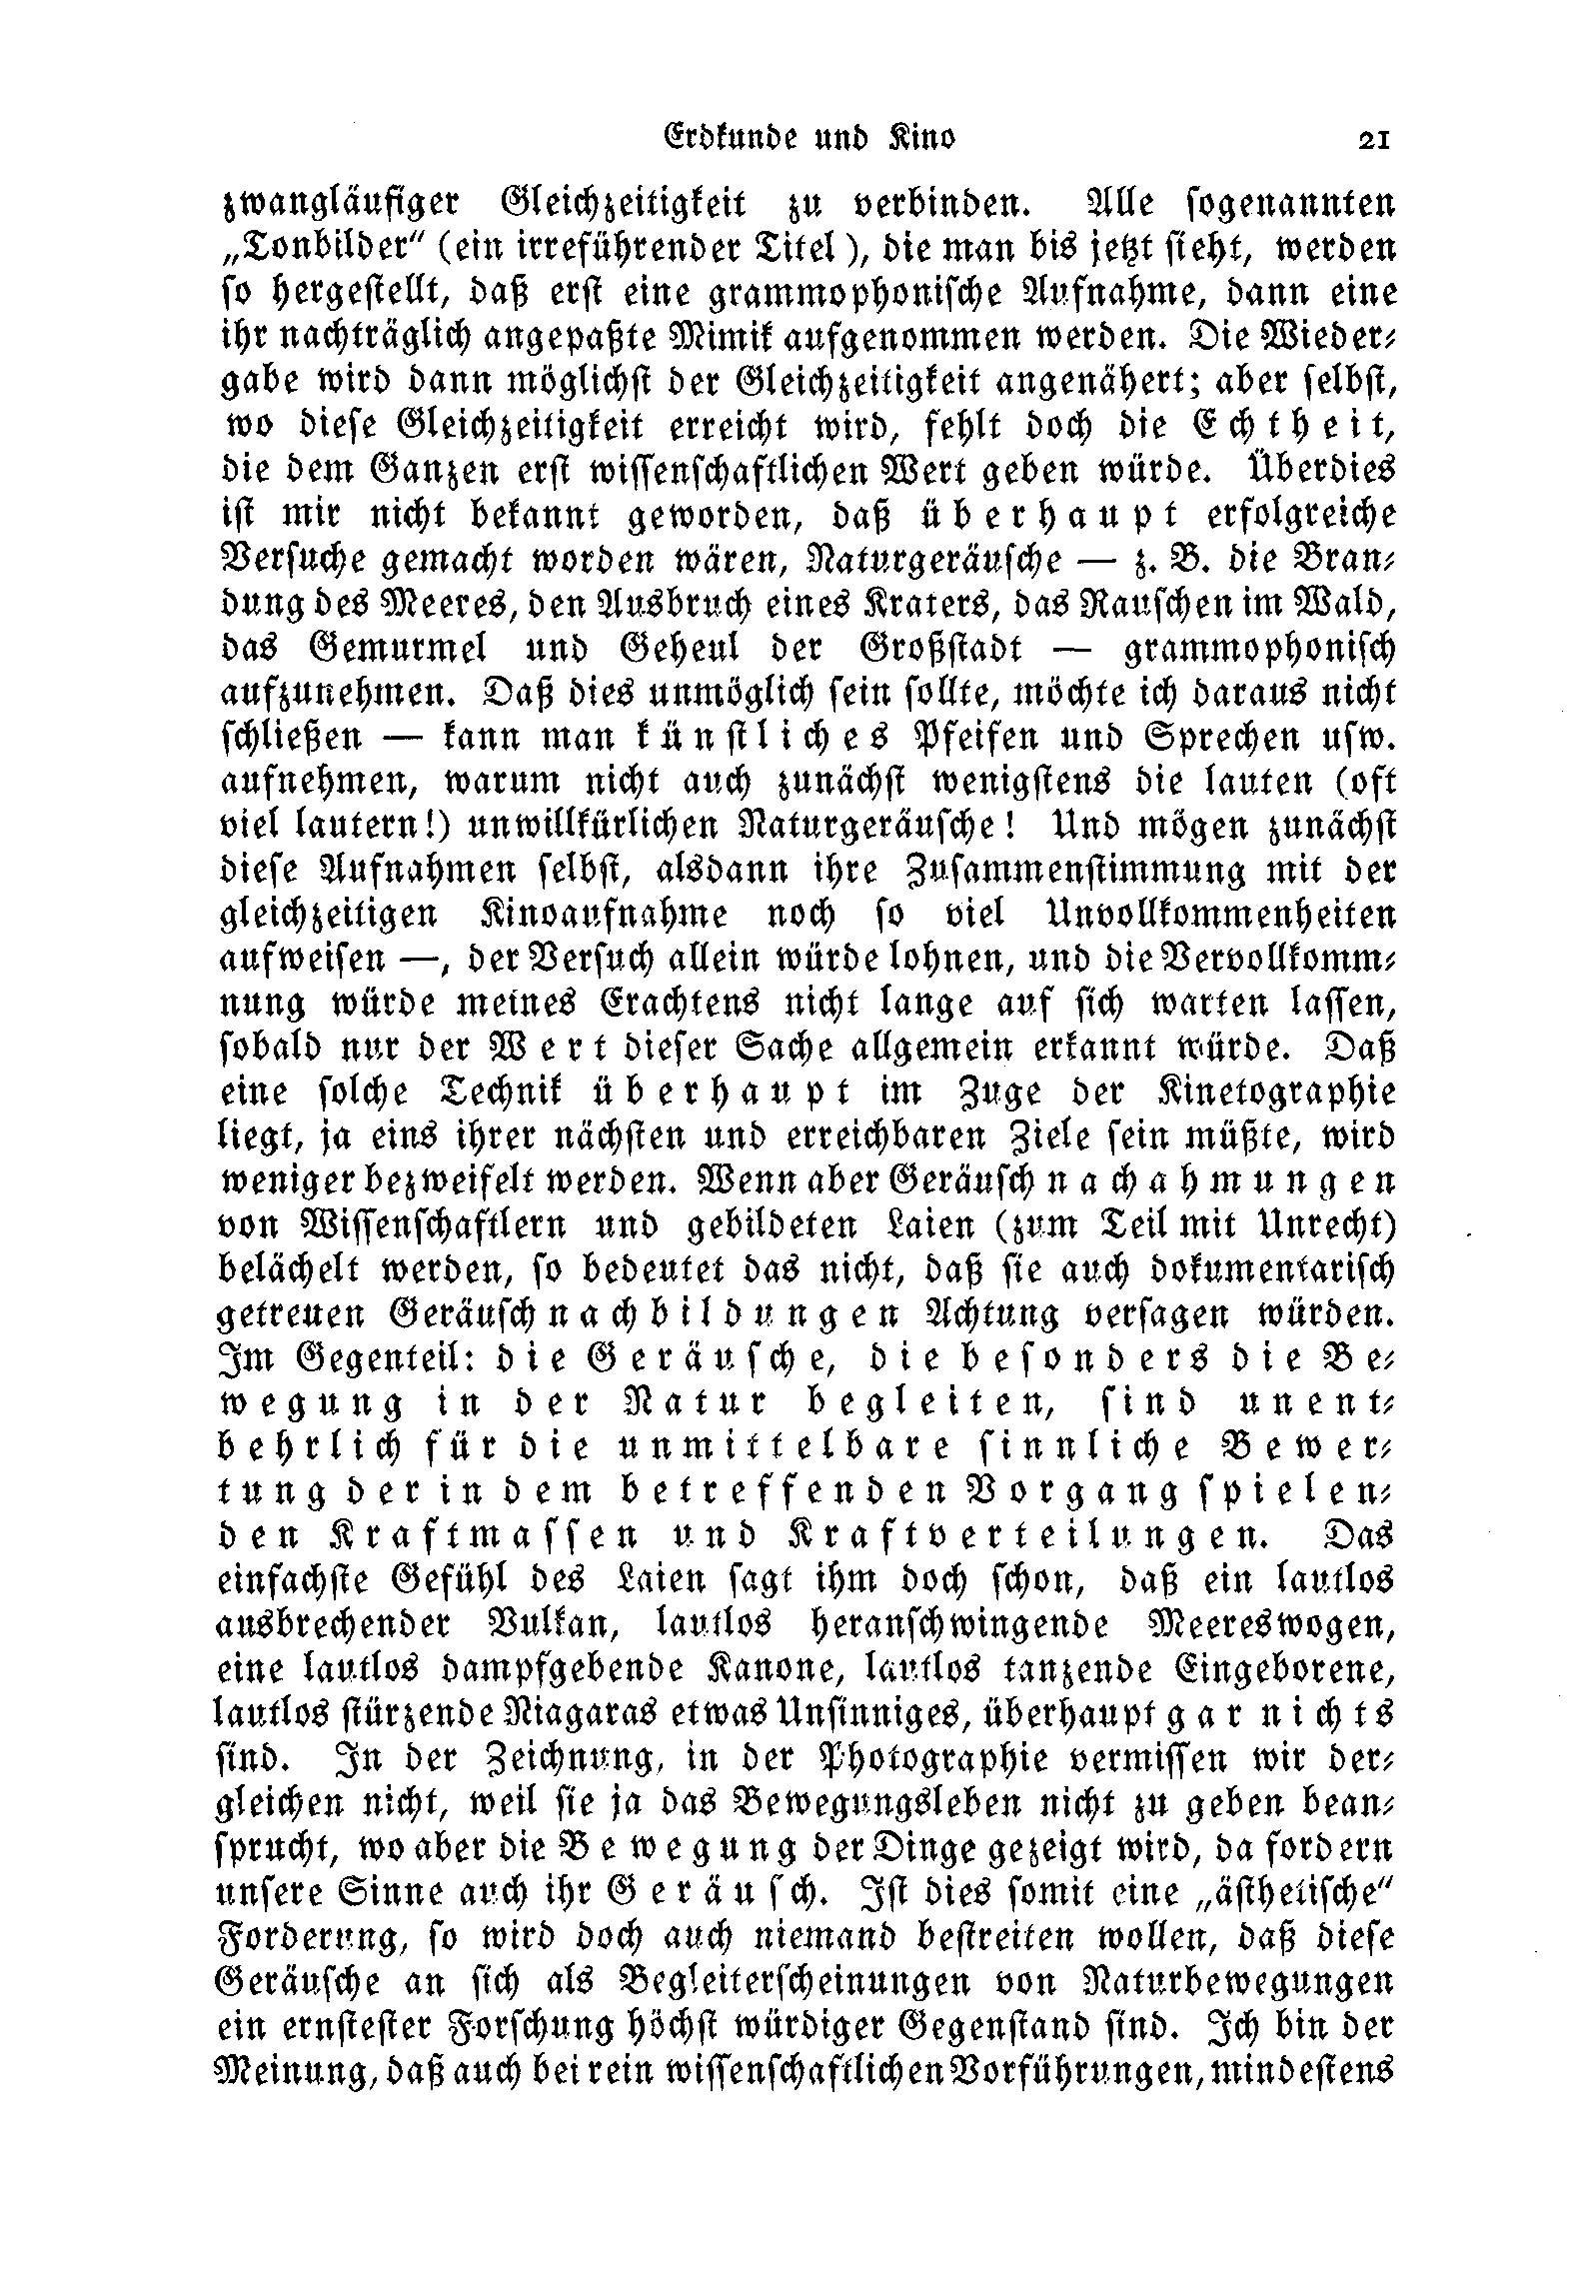 Erdkunde und Kino 21
zwangläufiger Gleichzeitigkeit zu verbinden. Alle sogenannten
„Tonbilder“ (ein irreführender Titel), die man bis jetzt sieht, werden
so hergestellt, daß erst eine grammophonische Aufnahme, dann eine
ihr nachträglich angepaßte Mimik aufgenommen werden. Die Wieder-
gabe wird dann möglichst der Gleichzeitigkeit angenähert; aber selbst,
wo diese Gleichzeitigkeit erreicht wird, fehlt doch die Echtheit,
die dem Ganzen erst wissenschaftlichen Wert geben würde. Überdies
ist mir nicht bekannt geworden, daß überhaupt erfolgreiche
Versuche gemacht worden wären, Naturgeräusche — z. B. die Bran-
dung des Meeres, den Ausbruch eines Kraters, das Rauschen im Wald,
das Gemurmel und Geheul der Großstadt — grammophonisch
aufzunehmen. Daß dies unmöglich sein sollte, möchte ich daraus nicht
schließen — kann man künstliches Pfeifen und Sprechen usw.
aufnehmen, warum nicht auch zunächst wenigstens die lauten (oft
viel lautern!) unwillkürlichen Naturgeräusche! Und mögen zunächst
diese Aufnahmen selbst, alsdann ihre Zusammenstimmung mit der
gleichzeitigen Kinoaufnahme noch so viel Unvollkommenheiten
aufweisen —, der Versuch allein würde lohnen, und die Vervollkomm-
nung würde meines Erachtens nicht lange auf sich warten lassen,
sobald nur der Wert dieser Sache allgemein erkannt würde. Daß
eine solche Technik überhaupt im Zuge der Kinetographie
liegt, ja eins ihrer nächsten und erreichbaren Ziele sein müßte, wird
weniger bezweifelt werden. Wenn aber Geräuschnachahmungen
von Wissenschaftlern und gebildeten Laien (zum Teil mit Unrecht)
belächelt werden, so bedeutet das nicht, daß sie auch dokumentarisch
getreuen Geräuschnachbildungen Achtung versagen würden.
Im Gegenteil: die Geräusche, die besonders die Be-
wegung in der Natur begleiten, sind unent-
behrlich für die unmittelbare sinnliche Bewer-
tung der in dem betreffenden Vorgang spielen-
den Kraftmassen und Kraftverteilungen. Das
einfachste Gefühl des Laien sagt ihm doch schon, daß ein lautlos
ausbrechender Vulkan, lautlos heranschwingende Meereswogen,
eine lautlos dampfgebende Kanone, lautlos tanzende Eingeborene,
lautlos stürzende Niagaras etwas Unsinniges, überhaupt gar nichts
sind. In der Zeichnung, in der Photographie vermissen wir der-
gleichen nicht, weil sie ja das Bewegungsleben nicht zu geben bean-
sprucht, wo aber die Bewegung der Dinge gezeigt wird, da fordern
unsere Sinne auch ihr Geräusch. Ist dies somit eine „ästhetische“
Forderung, so wird doch auch niemand bestreiten wollen, daß diese
Geräusche an sich als Begleiterscheinungen von Naturbewegungen
ein ernstester Forschung höchst würdiger Gegenstand sind. Ich bin der
Meinung, daß auch bei rein wissenschaftlichen Vorführungen, mindestens